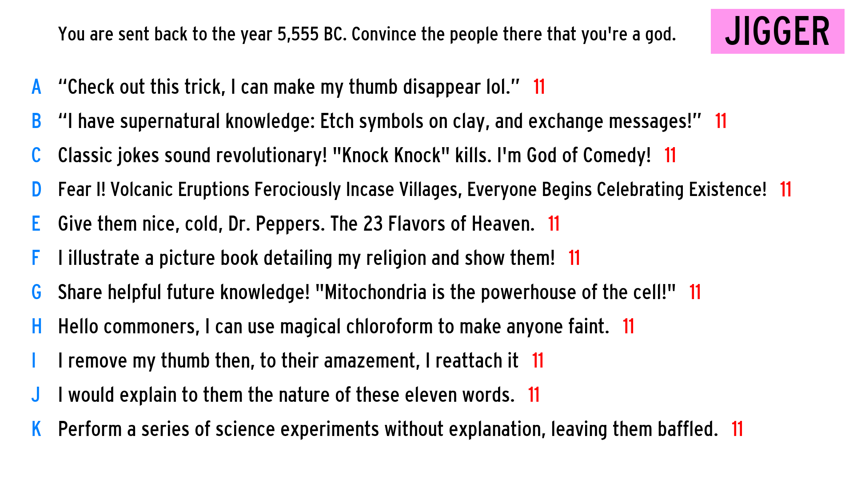 You are sent back to the year 5,555 BC. Convince the people there that you're a god.
JIGGER
A “Check out this trick, I can make my thumb disappear lol.” 11
B “I have supernatural knowledge: Etch symbols on clay, and exchange messages!” 11
C Classic jokes sound revolutionary! "Knock Knock" kills. I'm God of Comedy! 11
D Fear I! Volcanic Eruptions Ferociously Incase Villages, Everyone Begins Celebrating Existence! 11
E Give them nice, cold, Dr. Peppers. The 23 Flavors of Heaven. 11
F I illustrate a picture book detailing my religion and show them! 11
G Share helpful future knowledge! "Mitochondria is the powerhouse of the cell!" 11
H Hello commoners, I can use magical chloroform to make anyone faint. 11
I I remove my thumb then, to their amazement, I reattach it 11
J I would explain to them the nature of these eleven words. 11
K Perform a series of science experiments without explanation, leaving them baffled. 11